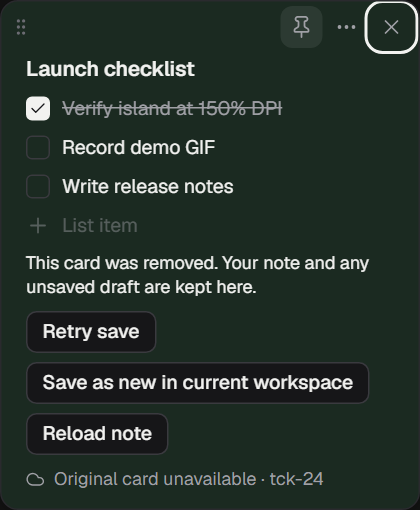 Launch checklist
Verify island at 150% DPI
Record demo GIF
Write release notes
List item
This card was removed. Your note and any
unsaved draft are kept here.
Retry save
Save as new in current workspace
Reload note
Original card unavailable · tck-24